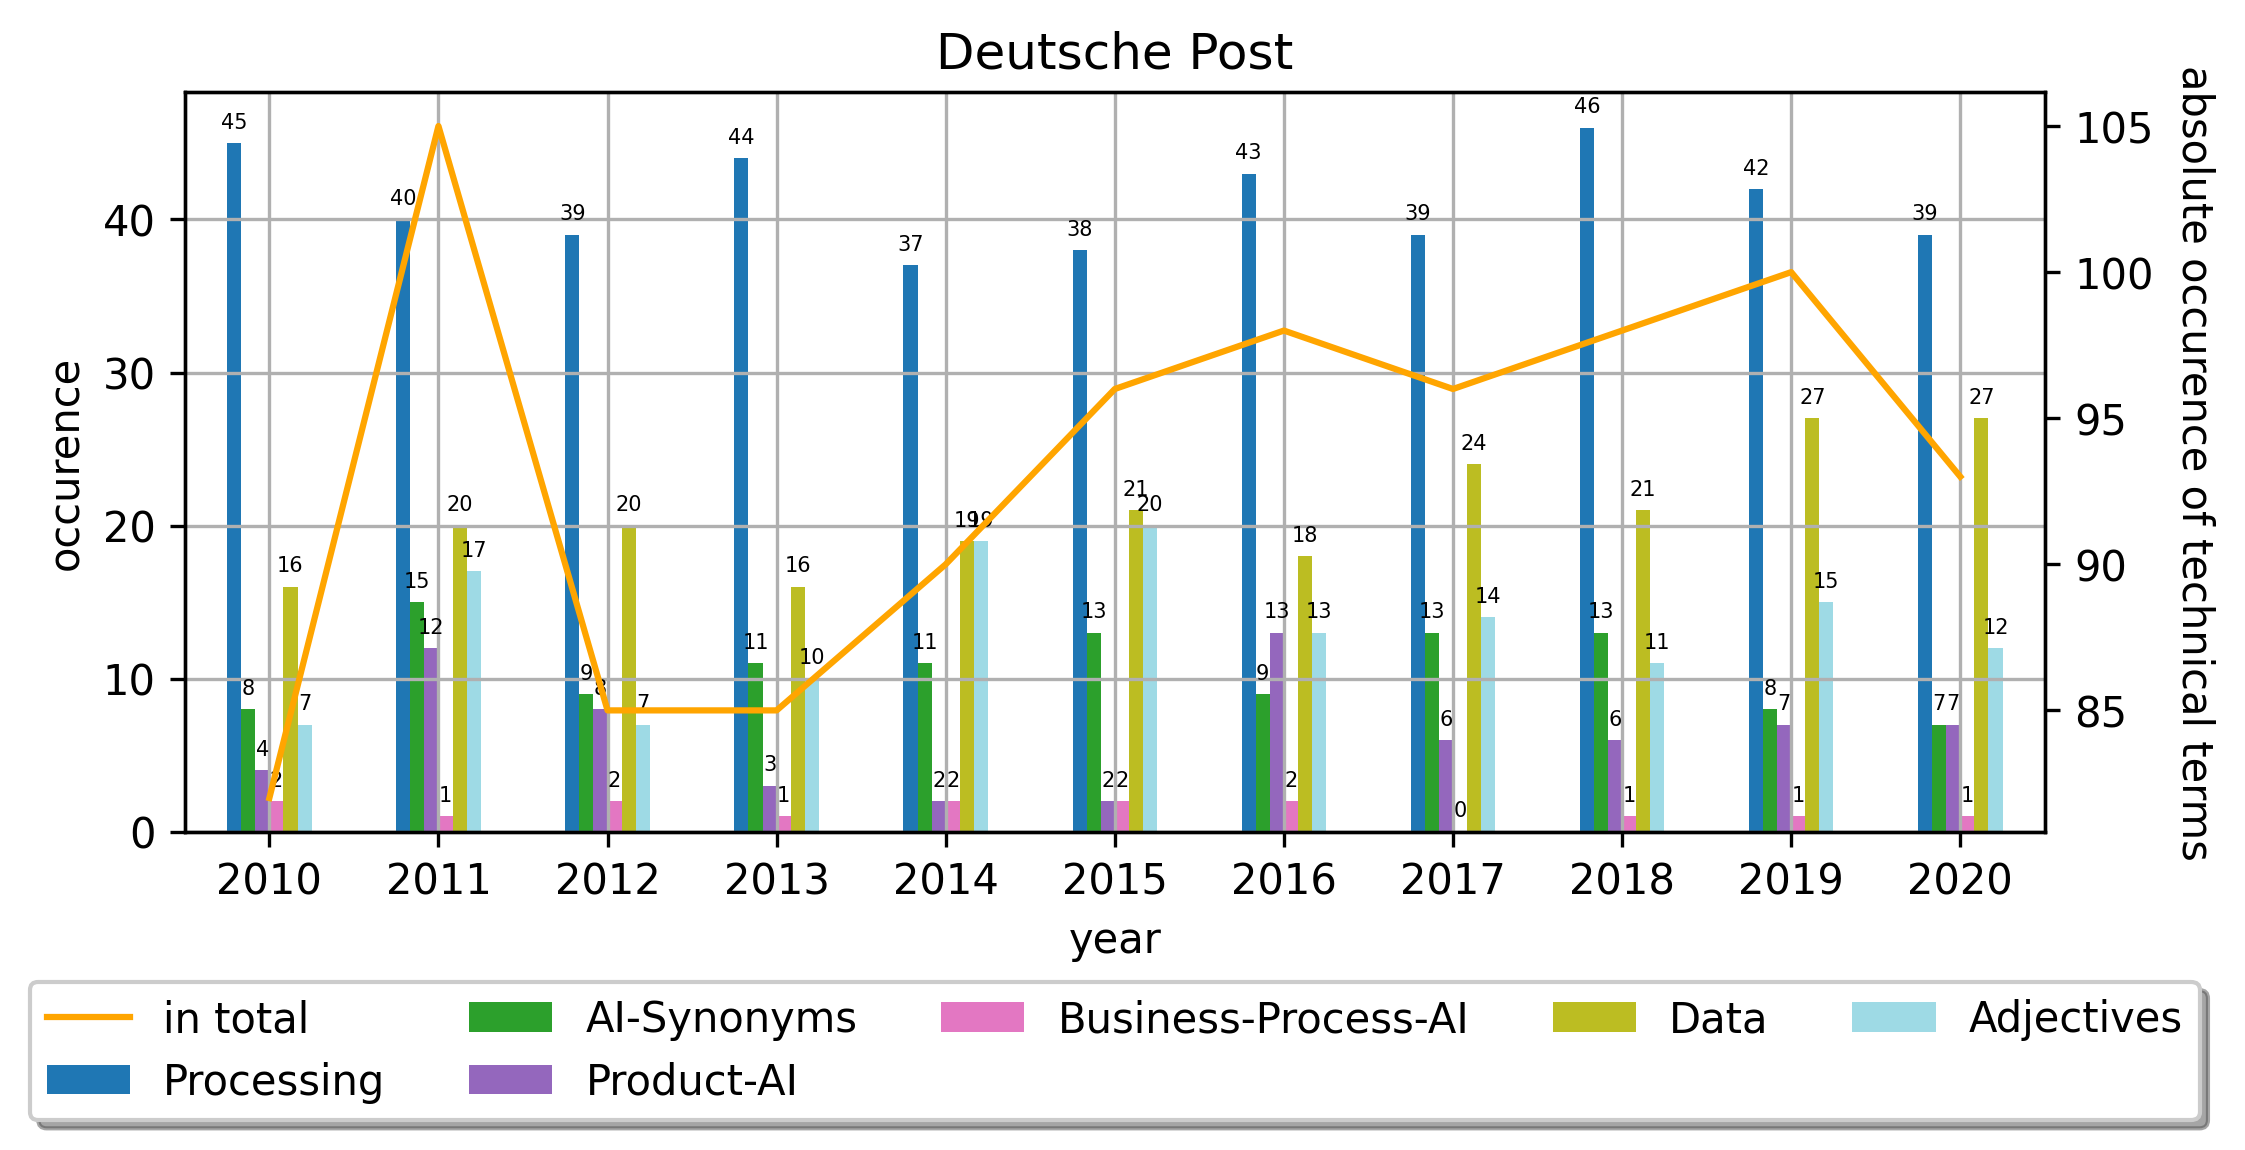 Deutsche Post
occurence
40
30
20
10
0
105
100
95
90
85
absolute occurence of technical terms
45 8 4 2 16 7
40 15 12 1 20 17
39 9 8 2 20 7
44 11 3 1 16 10
37 11 2 2 19 19
38 13 2 2 21 20
43 9 13 2 18 13
39 13 6 0 24 14
46 13 6 1 21 11
42 8 7 1 27 15
39 7 7 1 27 12
2010 2011 2012 2013 2014 2015 2016 2017 2018 2019 2020
year
in total AI-Synonyms Business-Process-AI Data Adjectives
Processing Product-AI